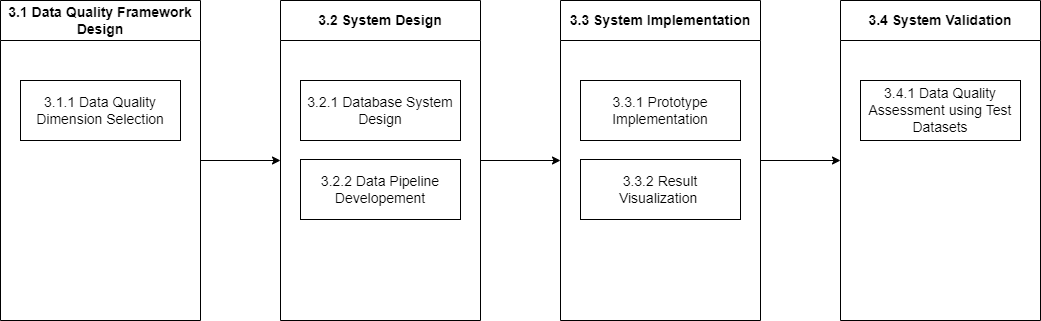 3.1 Data Quality Framework
Design
3.2 System Design
3.3 System Implementation
3.4 System Validation
3.1.1 Data Quality
Dimension Selection
3.2.1 Database System
Design
3.3.1 Prototype
Implementation
3.4.1 Data Quality
Assessment using Test
Datasets
3.2.2 Data Pipeline
Developement
3.3.2 Result
Visualization